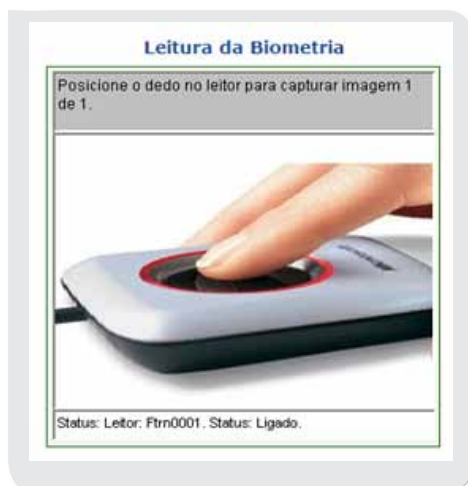 Leitura da Biometria
Posicione o dedo no leitor para capturar imagem 1
de 1.
Status: Leitor: Ftrn0001. Status: Ligado.